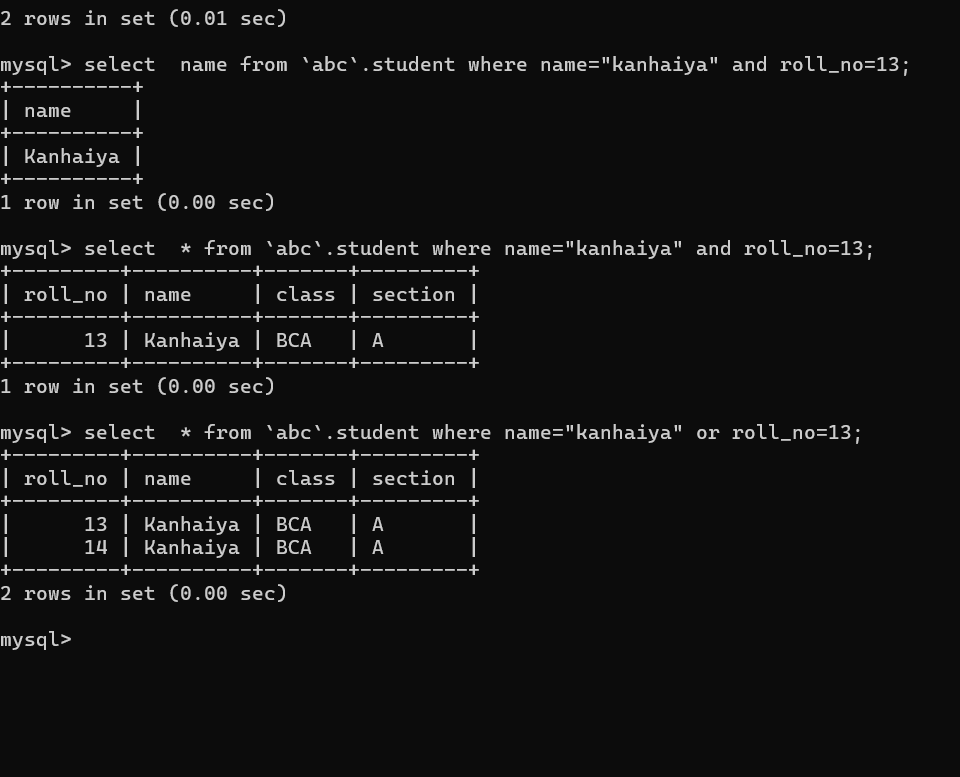 2 rows in set (0.01 sec)
mysql> select  name from `abc`.student where name="kanhaiya" and roll_no=13;
+----------+
| name     |
+----------+
| Kanhaiya |
+----------+
1 row in set (0.00 sec)
mysql> select  * from `abc`.student where name="kanhaiya" and roll_no=13;
+---------+----------+-------+---------+
| roll_no | name     | class | section |
+---------+----------+-------+---------+
|      13 | Kanhaiya | BCA   | A       |
+---------+----------+-------+---------+
1 row in set (0.00 sec)
mysql> select  * from `abc`.student where name="kanhaiya" or roll_no=13;
+---------+----------+-------+---------+
| roll_no | name     | class | section |
+---------+----------+-------+---------+
|      13 | Kanhaiya | BCA   | A       |
|      14 | Kanhaiya | BCA   | A       |
+---------+----------+-------+---------+
2 rows in set (0.00 sec)
mysql>